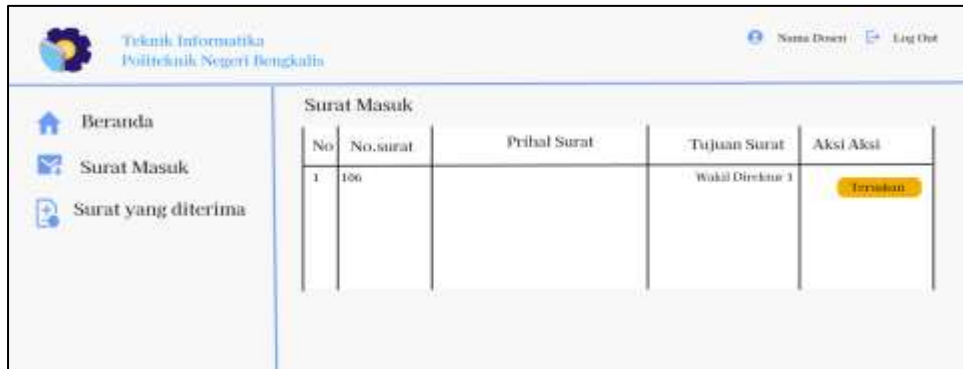 Teknik Informatika
Politeknik Negeri Bengkalis
Nama Dosen
Log Out
Beranda
Surat Masuk
Surat yang diterima
Surat Masuk
No No.surat Prihal Surat Tujuan Surat Aksi Aksi
1 106 Wakil Direktur 1 Teruskan